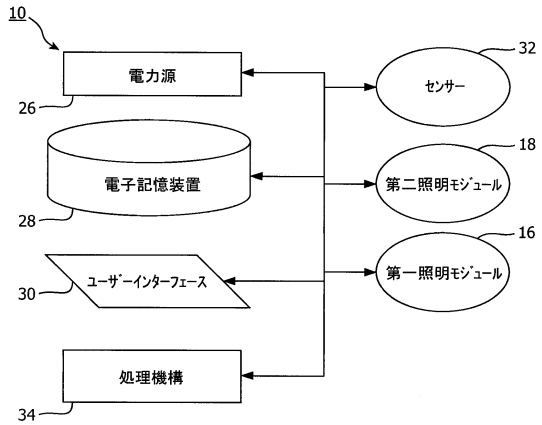 10
電力源
26
センサー
32
電子記憶装置
28
第二照明モジュール
18
ユーザーインターフェース
30
第一照明モジュール
16
処理機構
34